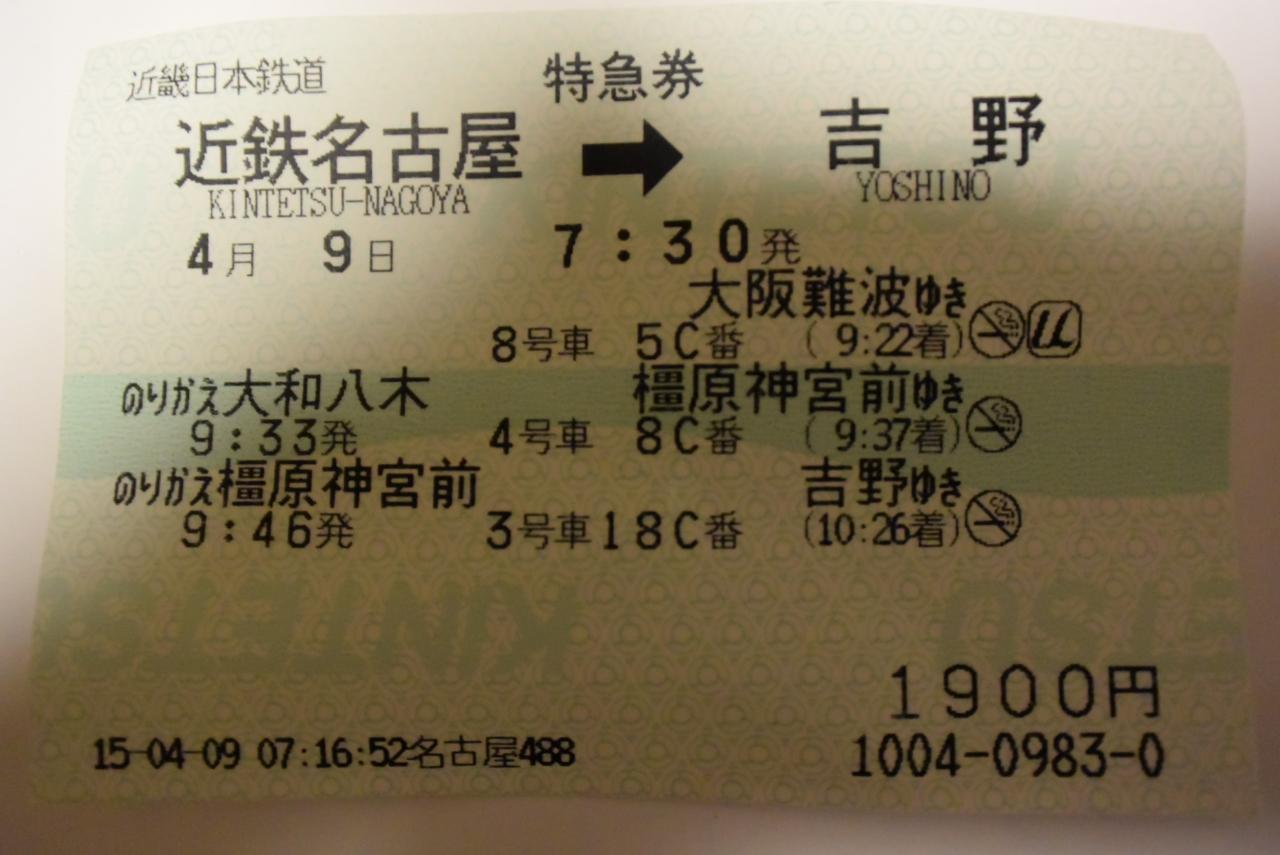 近畿日本鉄道 特急券
近鉄名古屋 ➡ 吉野
KINTETSU-NAGOYA YOSHINO
4月 9日 7:30発
大阪難波ゆき
8号車 5C番 (9:22着)
のりかえ大和八木 橿原神宮前ゆき
9:33発 4号車 8C番 (9:37着)
のりかえ橿原神宮前 吉野ゆき
9:46発 3号車18C番 (10:26着)
KINTETSU
1900円
15-04-09 07:16:52名古屋488 1004-0983-0